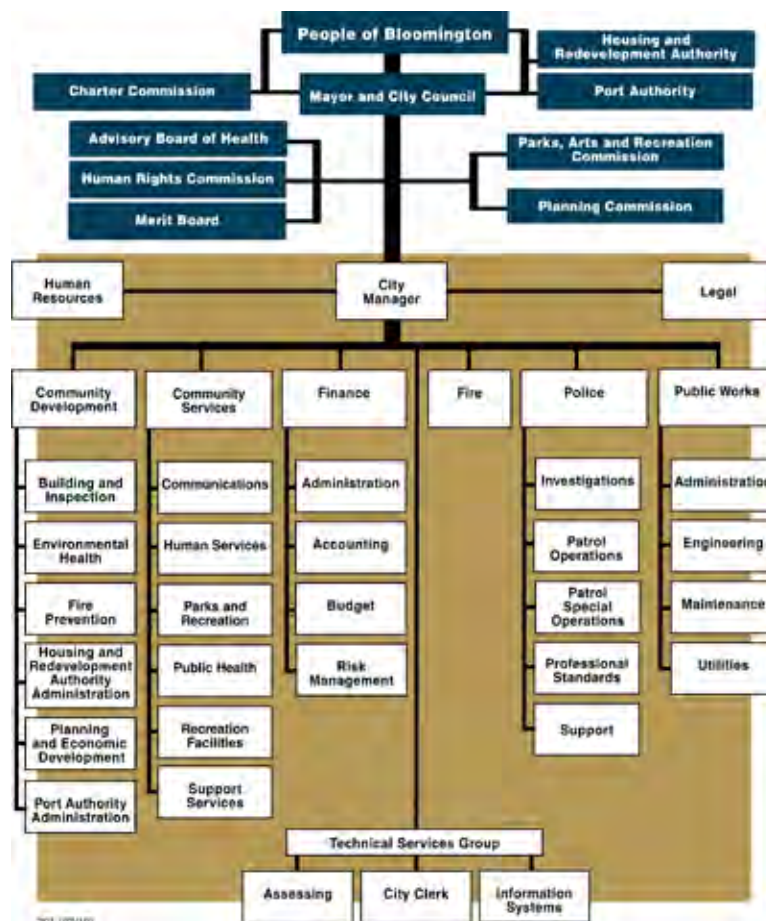 People of Bloomington
Housing and
Redevelopment Authority
Charter Commission
Mayor and City Council
Port Authority
Advisory Board of Health
Parks, Arts and Recreation
Commission
Human Rights Commission
Merit Board
Planning Commission
Human
Resources
City
Manager
Legal
Community
Development
Community
Services
Finance
Fire
Police
Public Works
Building and
Inspection
Communications
Administration
Investigations
Administration
Environmental
Health
Human Services
Accounting
Patrol
Operations
Engineering
Fire
Prevention
Parks and
Recreation
Budget
Patrol
Special
Operations
Maintenance
Housing and
Redevelopment
Authority
Administration
Public Health
Risk
Management
Professional
Standards
Utilities
Planning
and Economic
Development
Recreation
Facilities
Support
Port Authority
Administration
Support
Services
Technical Services Group
Assessing
City Clerk
Information
Systems